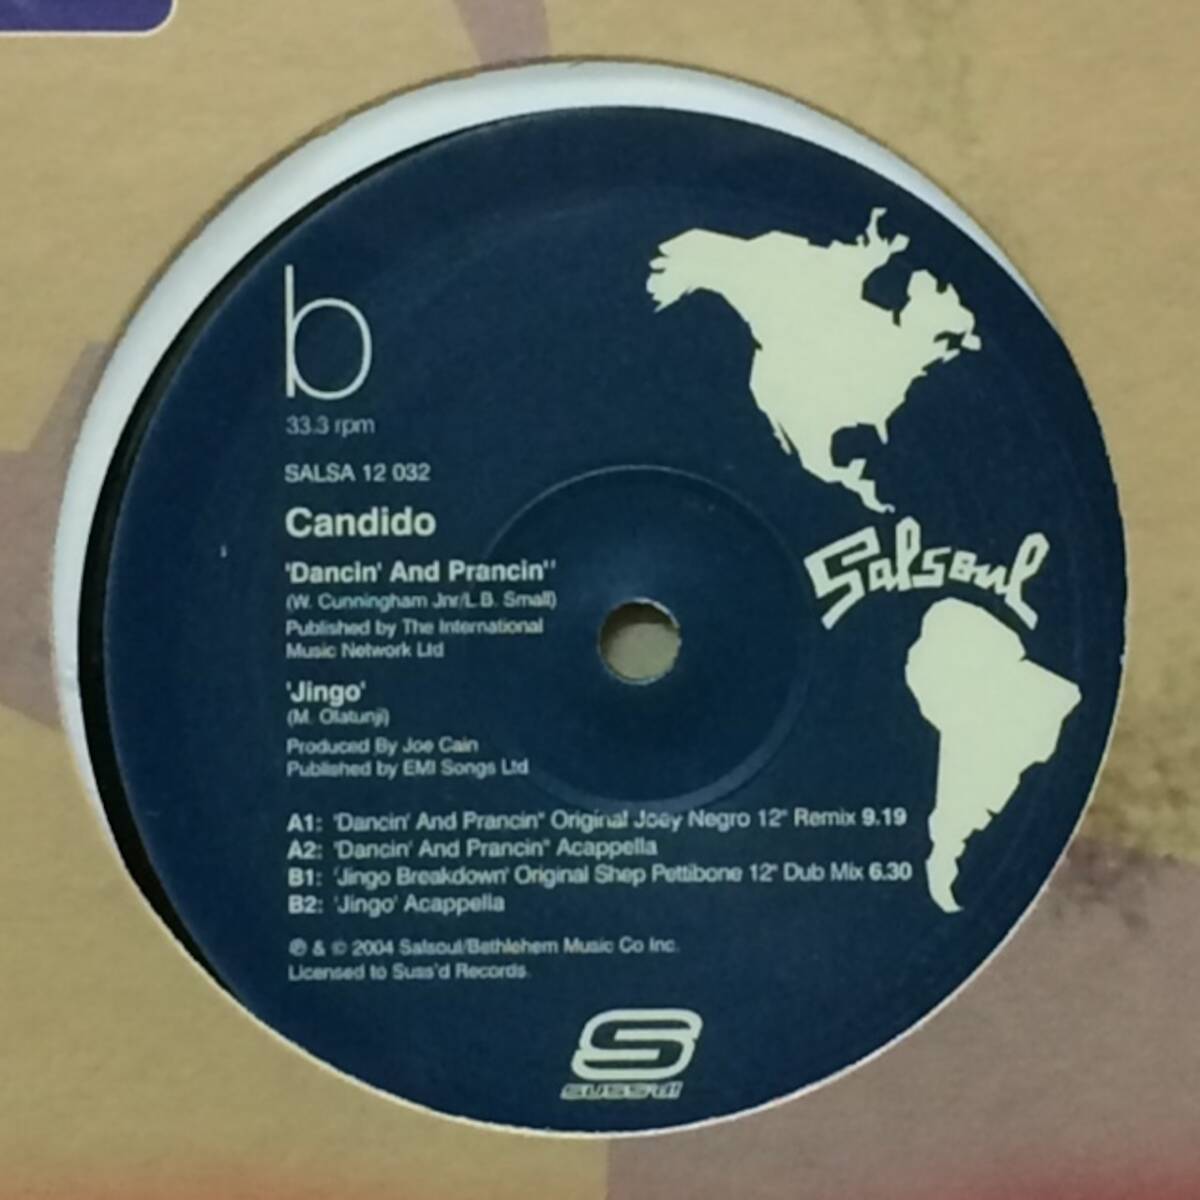 b
33.3 rpm
SALSA 12 032
Candido
'Dancin' And Prancin''
(W. Cunningham Jnr/L.B. Small)
Published by The International
Music Network Ltd
'Jingo'
(M. Olatunji)
Produced By Joe Cain
Published by EMI Songs Ltd
A1: 'Dancin' And Prancin'' Original Joey Negro 12" Remix 9.19
A2: 'Dancin' And Prancin'' Acappella
B1: 'Jingo Breakdown' Original Shep Pettibone 12" Dub Mix 6.30
B2: 'Jingo' Acappella
℗ & © 2004 Salsoul/Bethlehem Music Co Inc.
Licensed to Suss'd Records.
Salsoul
S
SUSS'D!